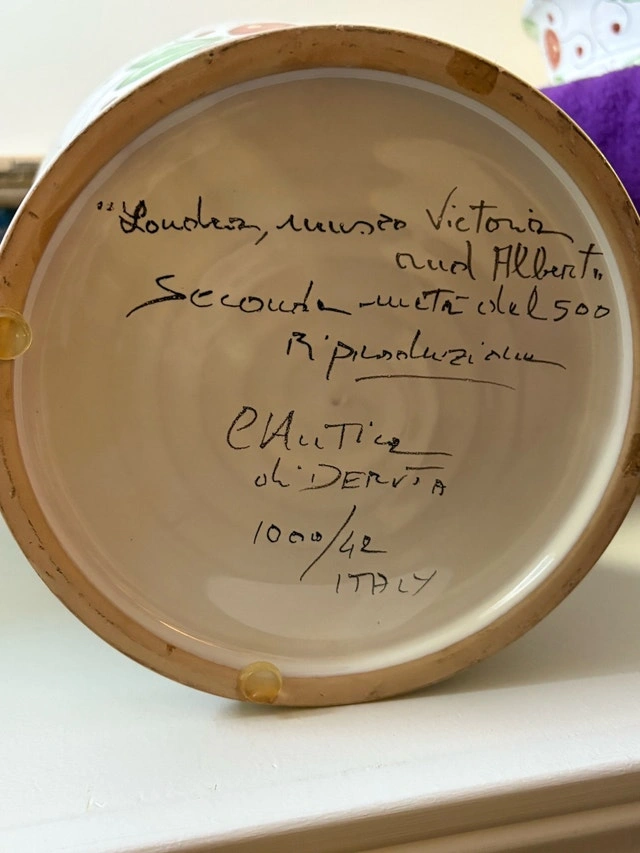 "Londra, museo Victoria
and Albert"
Seconda metà del 500
Riproduzione
L'Antica
di DERUTA
1000/42
ITALY